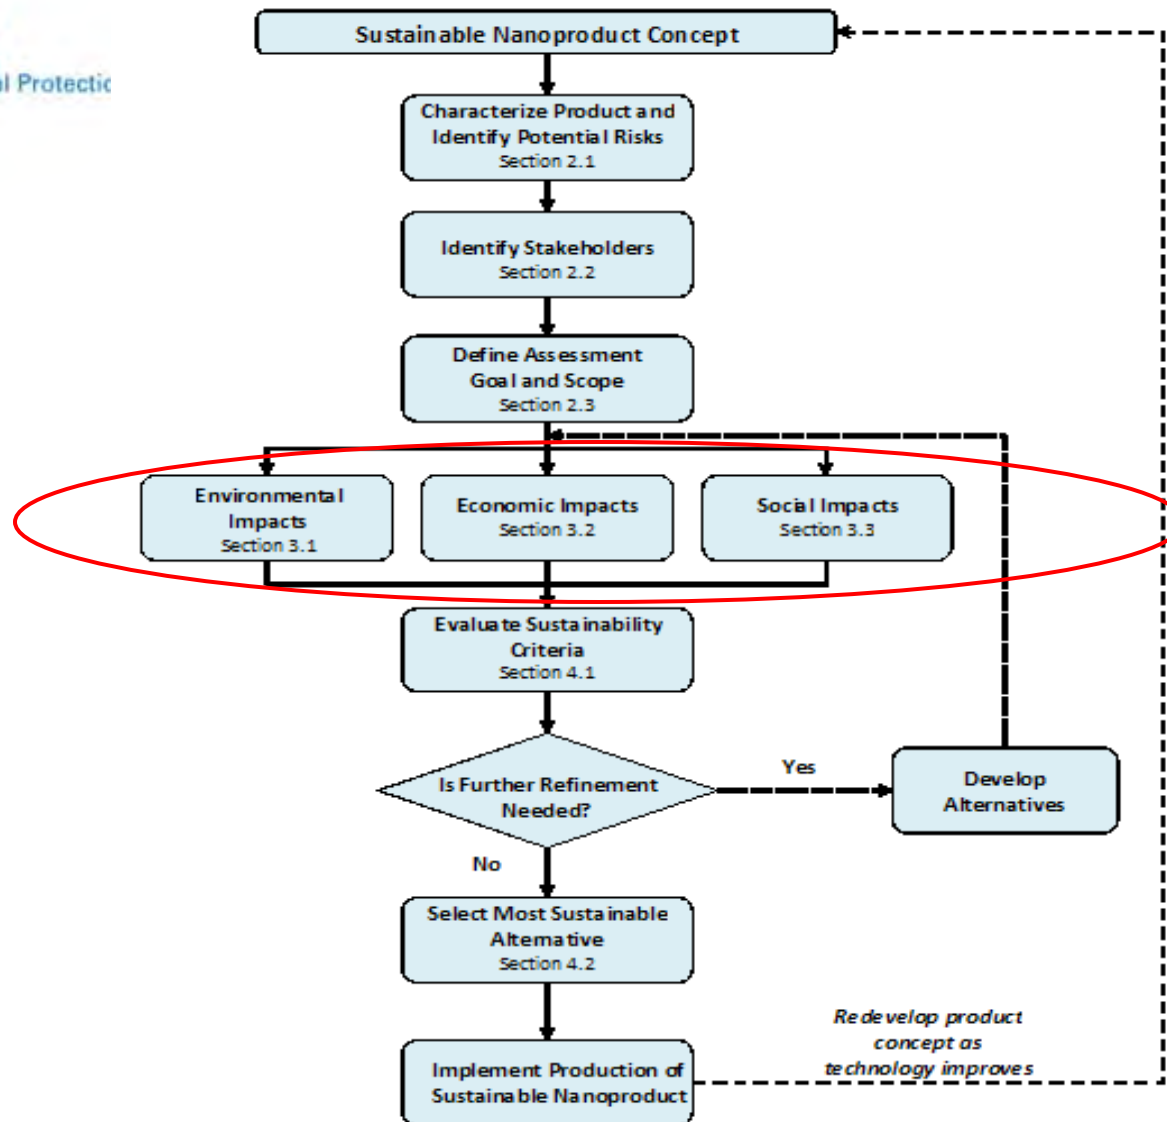 Sustainable Nanoproduct Concept
al Protectic
Characterize Product and
Identify Potential Risks
Section 2.1
Identify Stakeholders
Section 2.2
Define Assessment
Goal and Scope
Section 2.3
Environmental
Impacts
Section 3.1
Economic Impacts
Section 3.2
Social Impacts
Section 3.3
Evaluate Sustainability
Criteria
Section 4.1
Is Further Refinement
Needed?
Yes
Develop
Alternatives
No
Select Most Sustainable
Alternative
Section 4.2
Redevelop product
concept as
technology improves
Implement Production of
Sustainable Nanoproduct